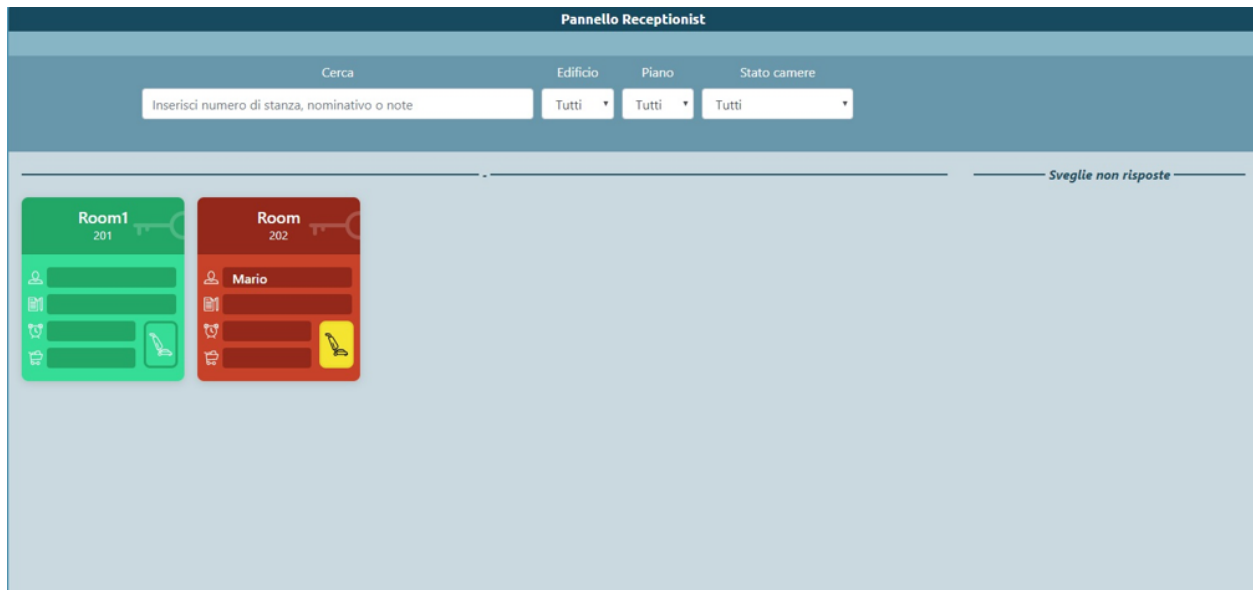 Pannello Receptionist
Cerca Edificio Piano Stato camere
Inserisci numero di stanza, nominativo o note Tutti Tutti Tutti
-
Sveglie non risposte
Room1
201
Room
202
Mario